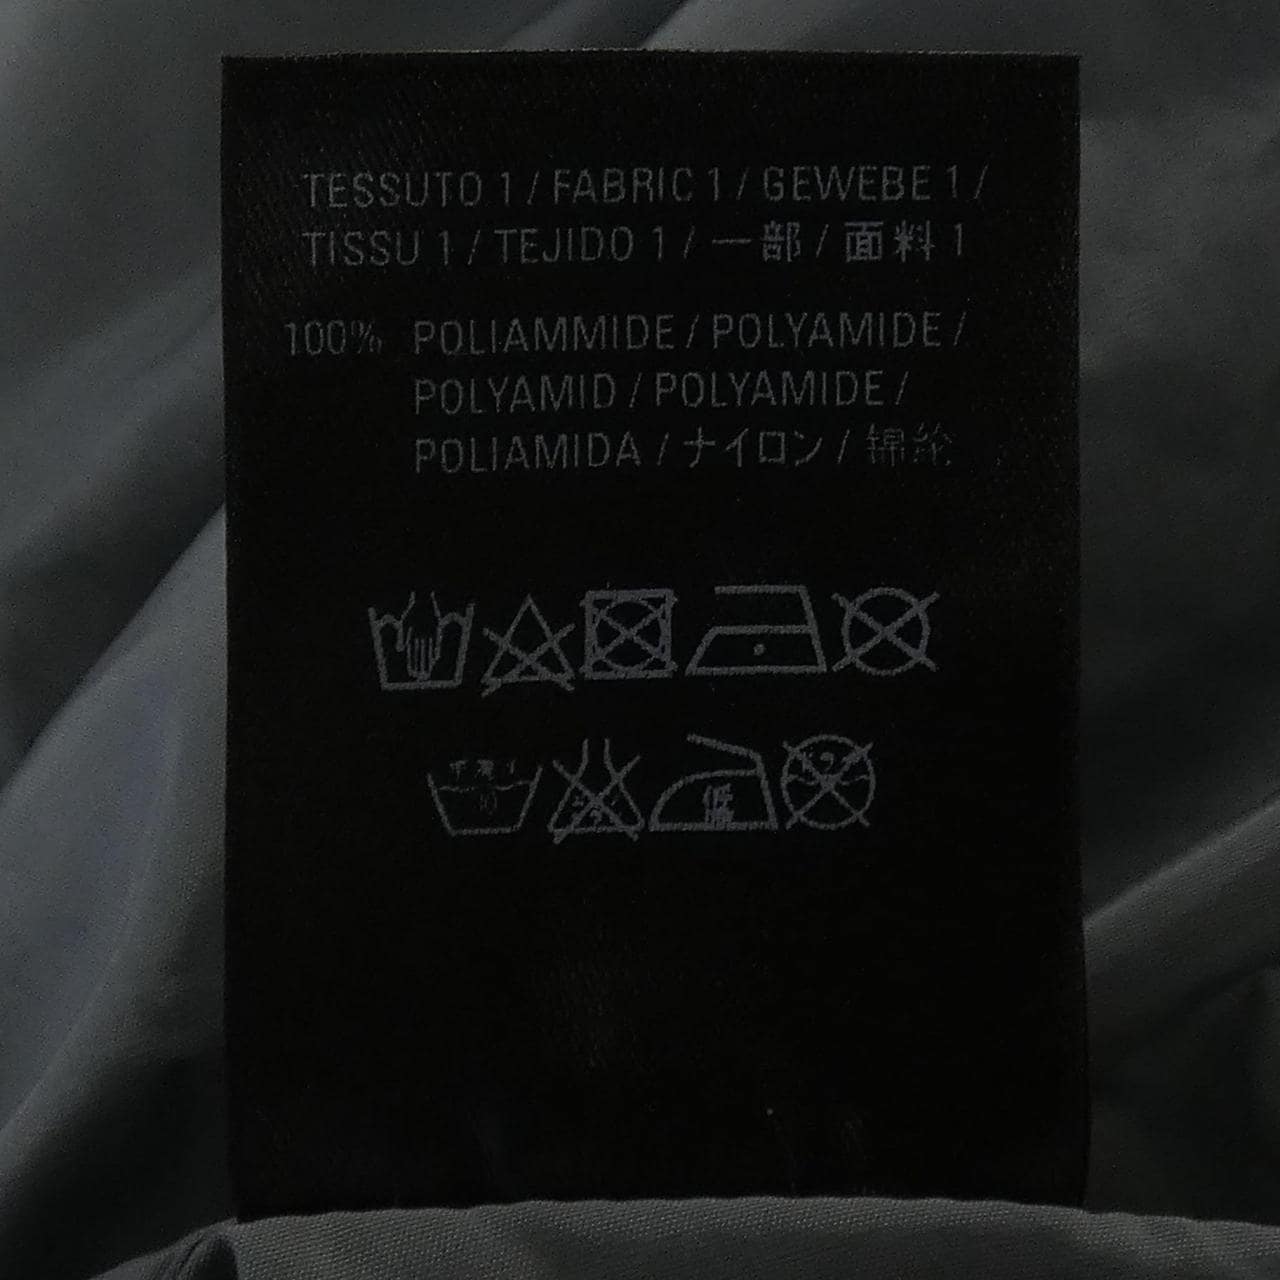 TESSUTO 1 / FABRIC 1 / GEWEBE 1 /
TISSU 1 / TEJIDO 1 / 一部 / 面料 1
100% POLIAMMIDE / POLYAMIDE /
POLYAMID / POLYAMIDE /
POLIAMIDA / ナイロン / 锦纶
低